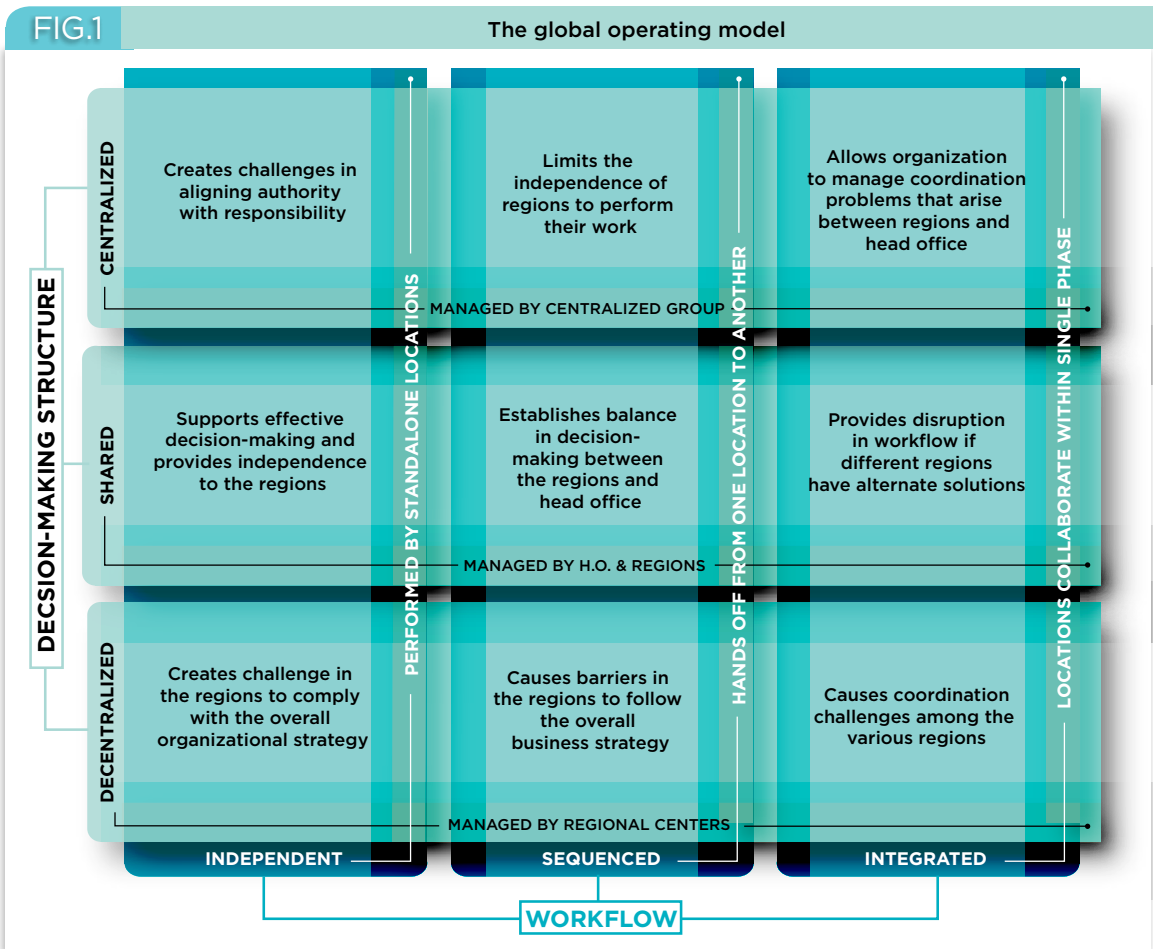 FIG.1
The global operating model
DECSION-MAKING STRUCTURE
CENTRALIZED
Creates challenges in
aligning authority
with responsibility
Limits the
independence of
regions to perform
their work
Allows organization
to manage coordination
problems that arise
between regions and
head office
MANAGED BY CENTRALIZED GROUP
SHARED
Supports effective
decision-making and
provides independence
to the regions
Establishes balance
in decision-
making between
the regions and
head office
Provides disruption
in workflow if
different regions
have alternate solutions
MANAGED BY H.O. & REGIONS
DECENTRALIZED
Creates challenge in
the regions to comply
with the overall
organizational strategy
Causes barriers in
the regions to follow
the overall
business strategy
Causes coordination
challenges among the
various regions
MANAGED BY REGIONAL CENTERS
PERFORMED BY STANDALONE LOCATIONS
HANDS OFF FROM ONE LOCATION TO ANOTHER
LOCATIONS COLLABORATE WITHIN SINGLE PHASE
INDEPENDENT
SEQUENCED
INTEGRATED
WORKFLOW